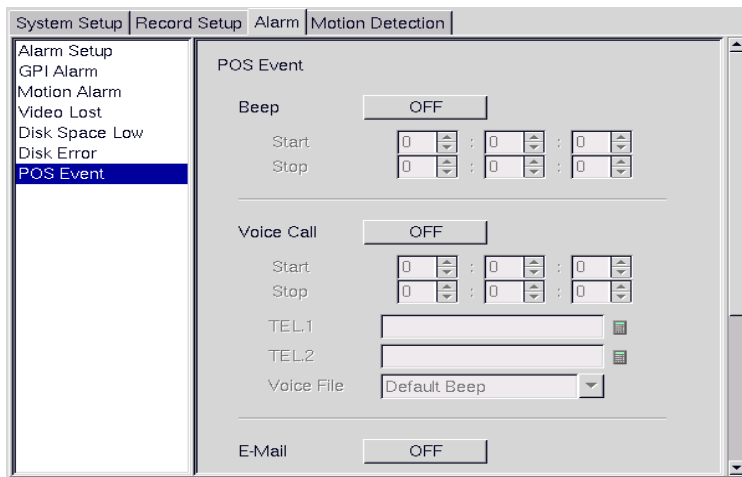 System Setup Record Setup Alarm Motion Detection
Alarm Setup
GPI Alarm
Motion Alarm
Video Lost
Disk Space Low
Disk Error
POS Event
POS Event
Beep OFF
Start 0 : 0 : 0
Stop 0 : 0 : 0
Voice Call OFF
Start 0 : 0 : 0
Stop 0 : 0 : 0
TEL.1
TEL.2
Voice File Default Beep
E-Mail OFF